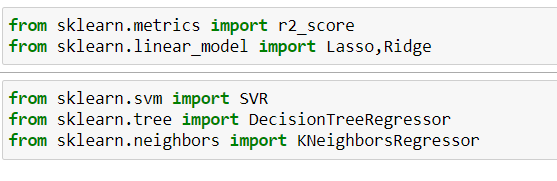 from sklearn.metrics import r2_score
from sklearn.linear_model import Lasso,Ridge
from sklearn.svm import SVR
from sklearn.tree import DecisionTreeRegressor
from sklearn.neighbors import KNeighborsRegressor